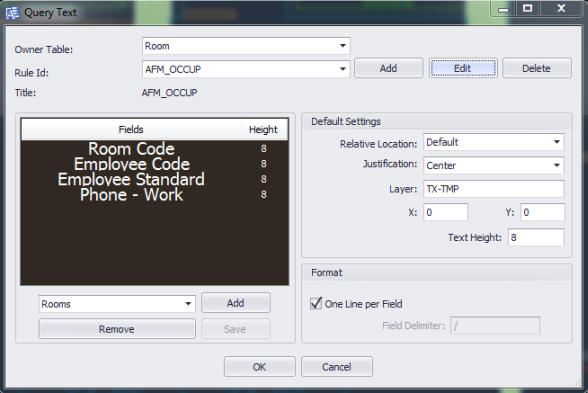 Query Text
Owner Table: Room
Rule Id: AFM_OCCUP Add Edit Delete
Title: AFM_OCCUP
Fields Height
Room Code 8
Employee Code 8
Employee Standard 8
Phone - Work 8
Rooms Add
Remove Save
Default Settings
Relative Location: Default
Justification: Center
Layer: TX-TMP
X: 0 Y: 0
Text Height: 8
Format
One Line per Field
Field Delimiter: /
OK Cancel